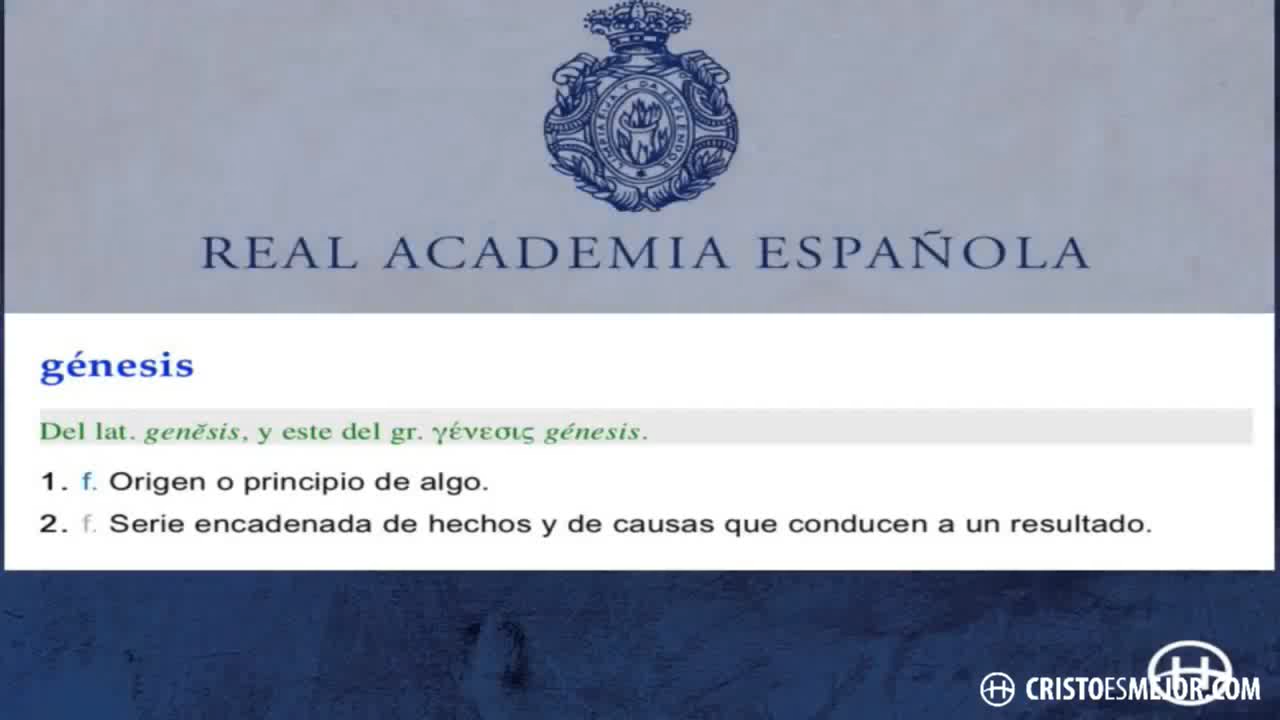 REAL ACADEMIA ESPAÑOLA
génesis
Del lat. genĕsis, y este del gr. γένεσις génesis.
1. f. Origen o principio de algo.
2. f. Serie encadenada de hechos y de causas que conducen a un resultado.
CRISTOESMEJOR.COM